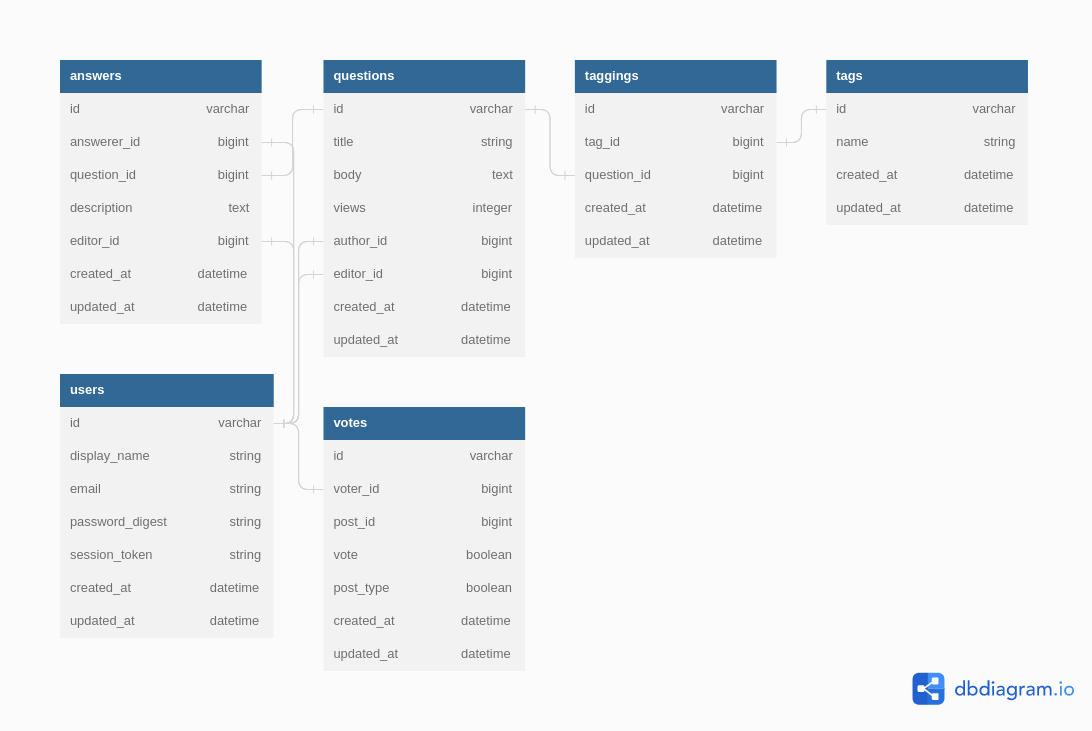 answers
id varchar
answerer_id bigint
question_id bigint
description text
editor_id bigint
created_at datetime
updated_at datetime
questions
id varchar
title string
body text
views integer
author_id bigint
editor_id bigint
created_at datetime
updated_at datetime
taggings
id varchar
tag_id bigint
question_id bigint
created_at datetime
updated_at datetime
tags
id varchar
name string
created_at datetime
updated_at datetime
users
id varchar
display_name string
email string
password_digest string
session_token string
created_at datetime
updated_at datetime
votes
id varchar
voter_id bigint
post_id bigint
vote boolean
post_type boolean
created_at datetime
updated_at datetime
dbdiagram.io